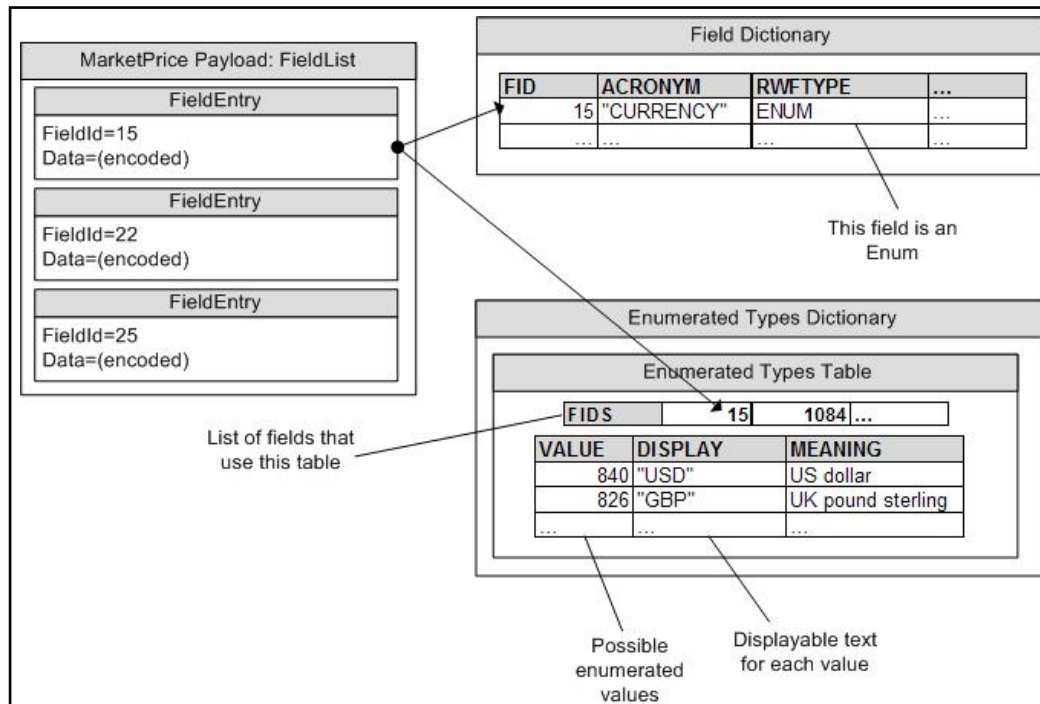 MarketPrice Payload: FieldList
FieldEntry
FieldId=15
Data=(encoded)
FieldEntry
FieldId=22
Data=(encoded)
FieldEntry
FieldId=25
Data=(encoded)
Field Dictionary
FID ACRONYM RWFTYPE ...
15 "CURRENCY" ENUM ...
... ... ... ...
This field is an
Enum
Enumerated Types Dictionary
Enumerated Types Table
FIDS 15 1084 ...
List of fields that
use this table
VALUE DISPLAY MEANING
840 "USD" US dollar
826 "GBP" UK pound sterling
... ... ...
Possible
enumerated
values
Displayable text
for each value